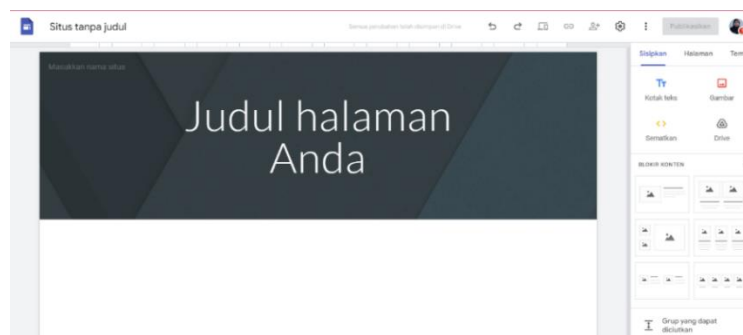 Situs tanpa judul
Semua perubahan telah disimpan di Drive
Publikasikan
Sisipkan Halaman Tem
Masukkan nama situs
Judul halaman
Anda
Kotak teks Gambar
Sematkan Drive
BLOKIR KONTEN
Grup yang dapat
diciutkan